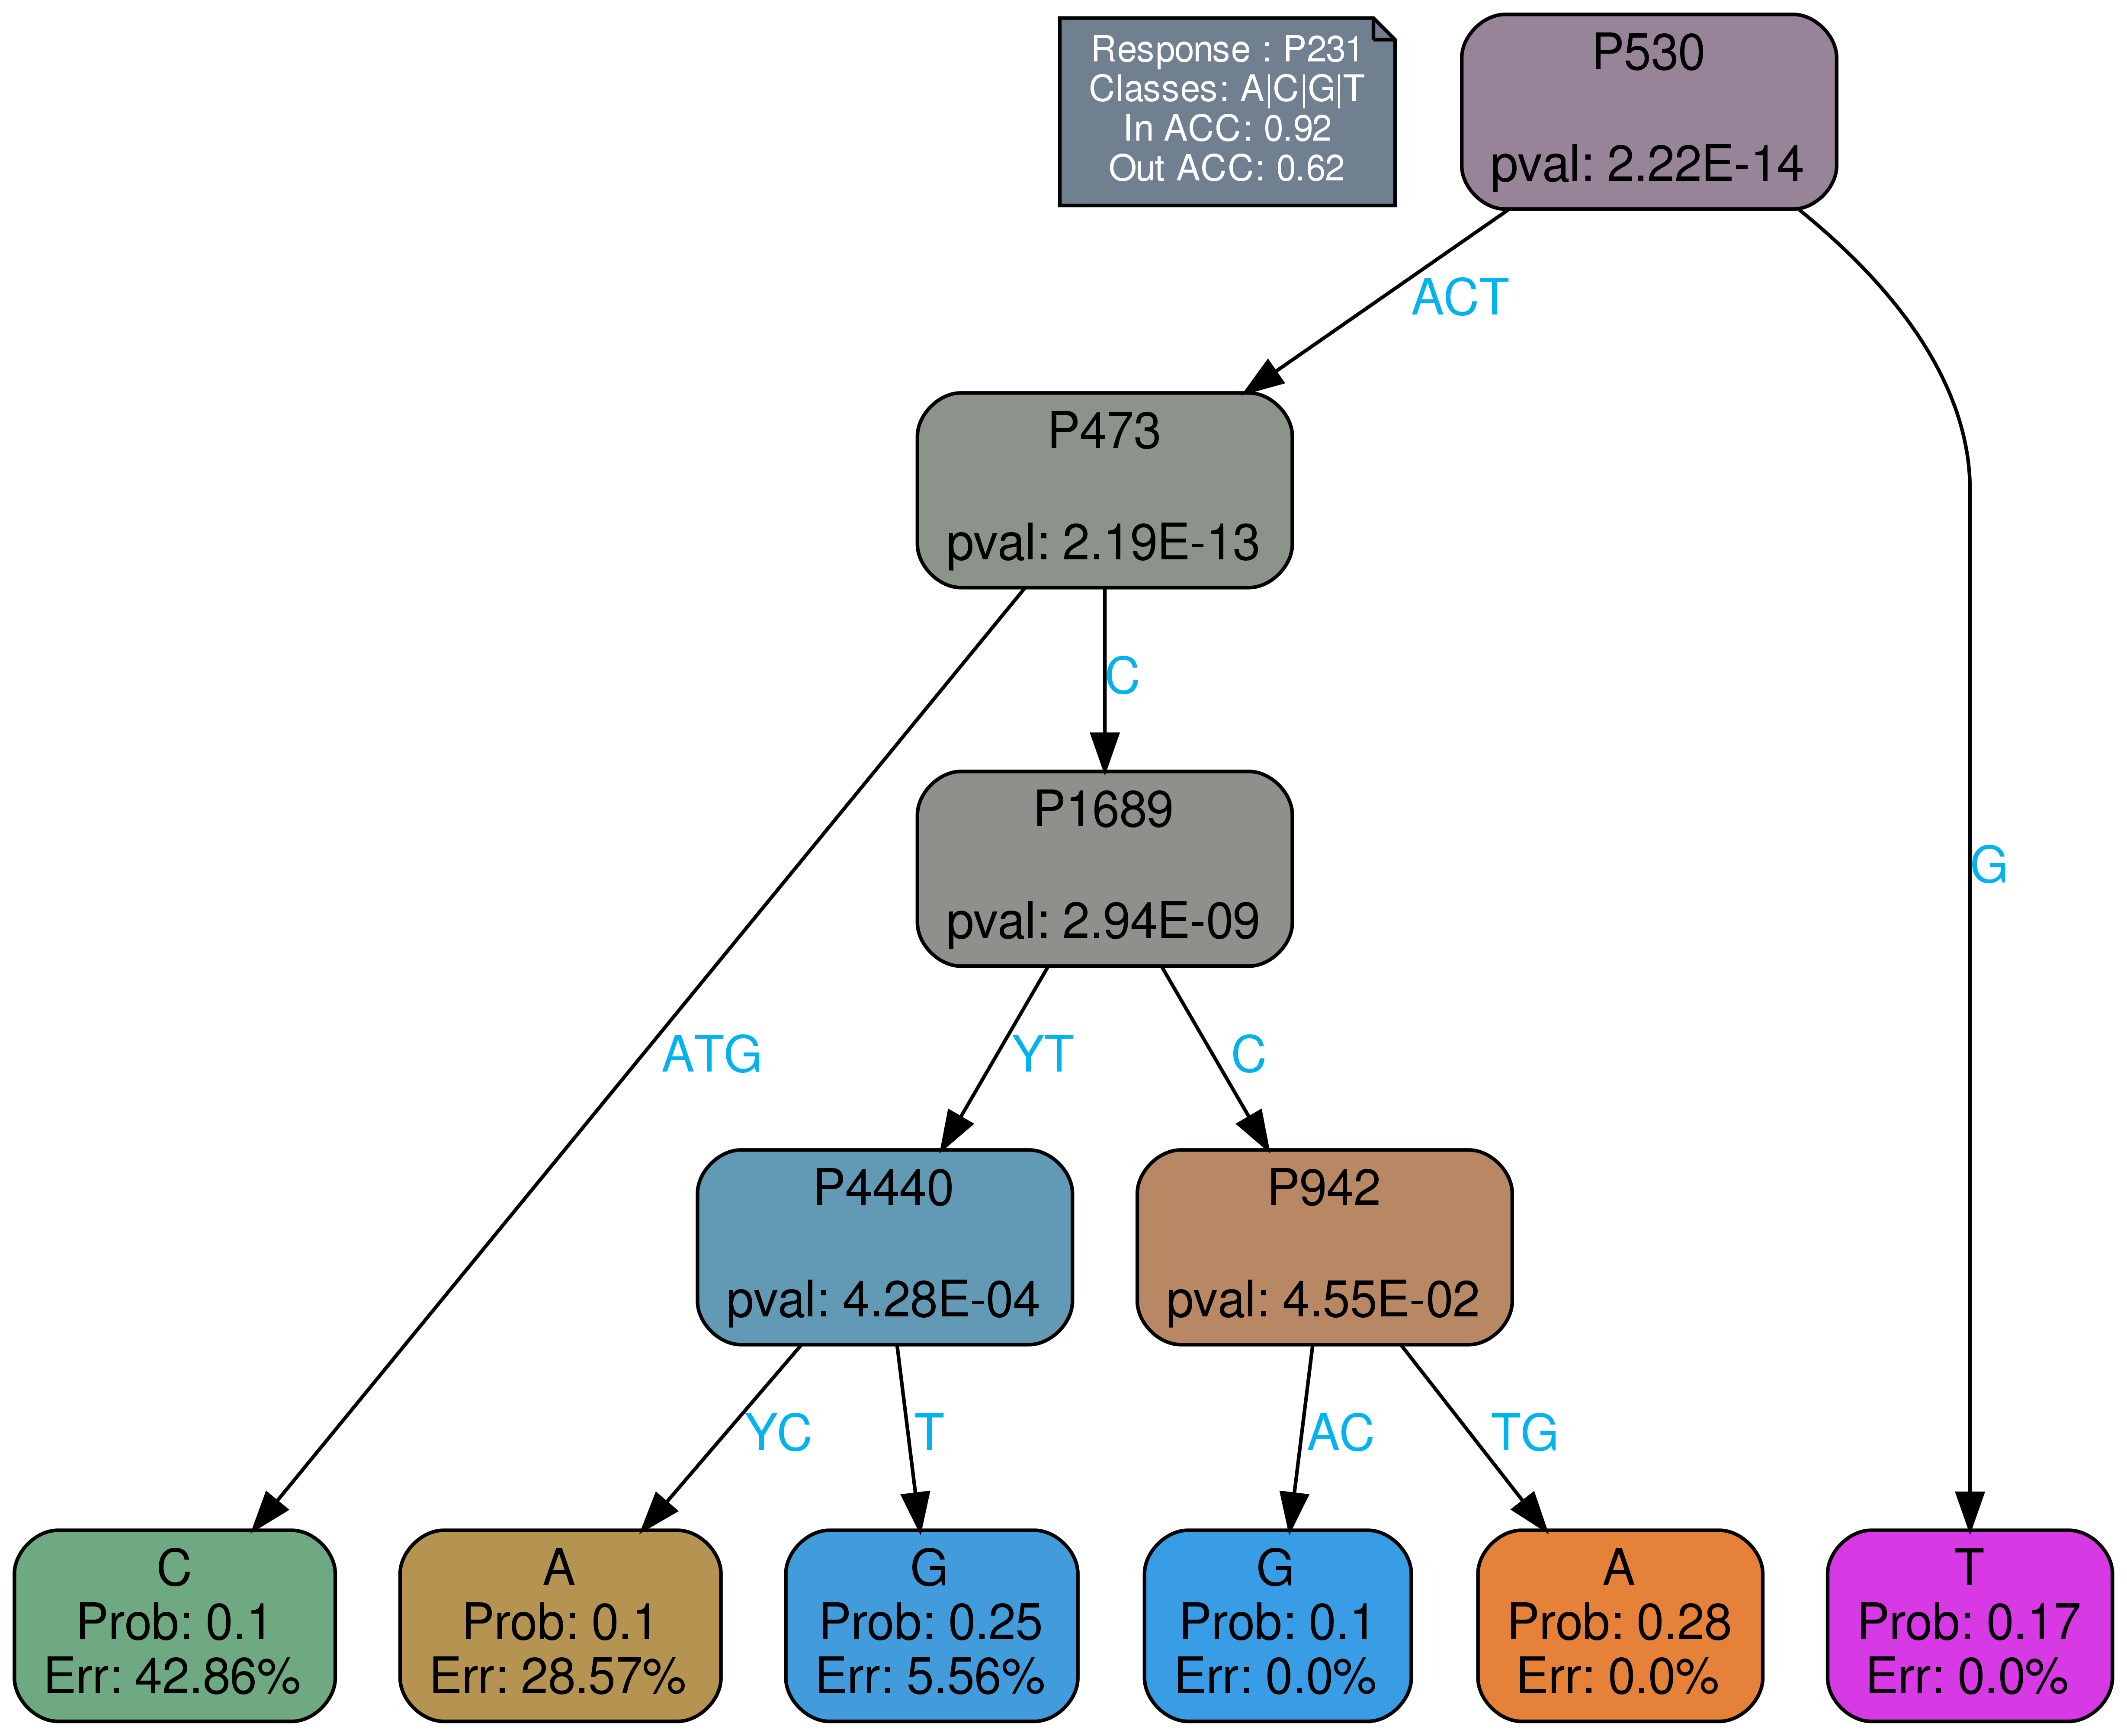 Response : P231
Classes: A|C|G|T
In ACC: 0.92
Out ACC: 0.62
P530
pval: 2.22E-14
ACT
P473
pval: 2.19E-13
C
G
P1689
pval: 2.94E-09
ATG
YT
C
P4440
pval: 4.28E-04
P942
pval: 4.55E-02
YC
T
AC
TG
C
Prob: 0.1
Err: 42.86%
A
Prob: 0.1
Err: 28.57%
G
Prob: 0.25
Err: 5.56%
G
Prob: 0.1
Err: 0.0%
A
Prob: 0.28
Err: 0.0%
T
Prob: 0.17
Err: 0.0%